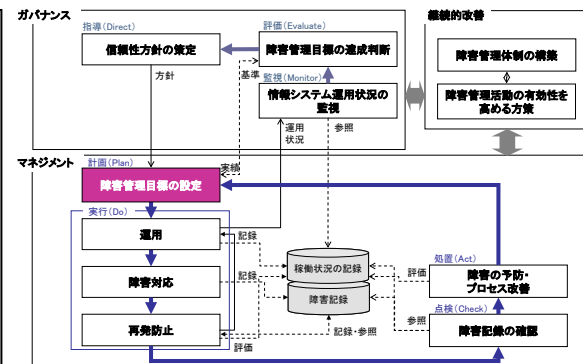 ガバナンス
指導(Direct)
信頼性方針の策定
方針
評価(Evaluate)
障害管理目標の達成判断
基準
監視(Monitor)
情報システム運用状況の
監視
運用
状況
参照
継続的改善
障害管理体制の構築
障害管理活動の有効性を
高める方策
マネジメント
計画(Plan)
障害管理目標の設定
実績
実行(Do)
運用
記録
障害対応
記録
再発防止
評価
記録・参照
稼働状況の記録
障害記録
処置(Act)
障害の予防・
プロセス改善
評価
点検(Check)
障害記録の確認
参照